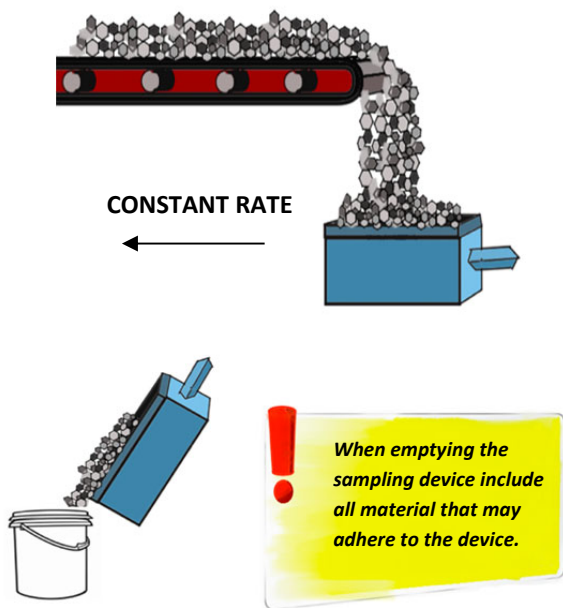 CONSTANT RATE
When emptying the
sampling device include
all material that may
adhere to the device.